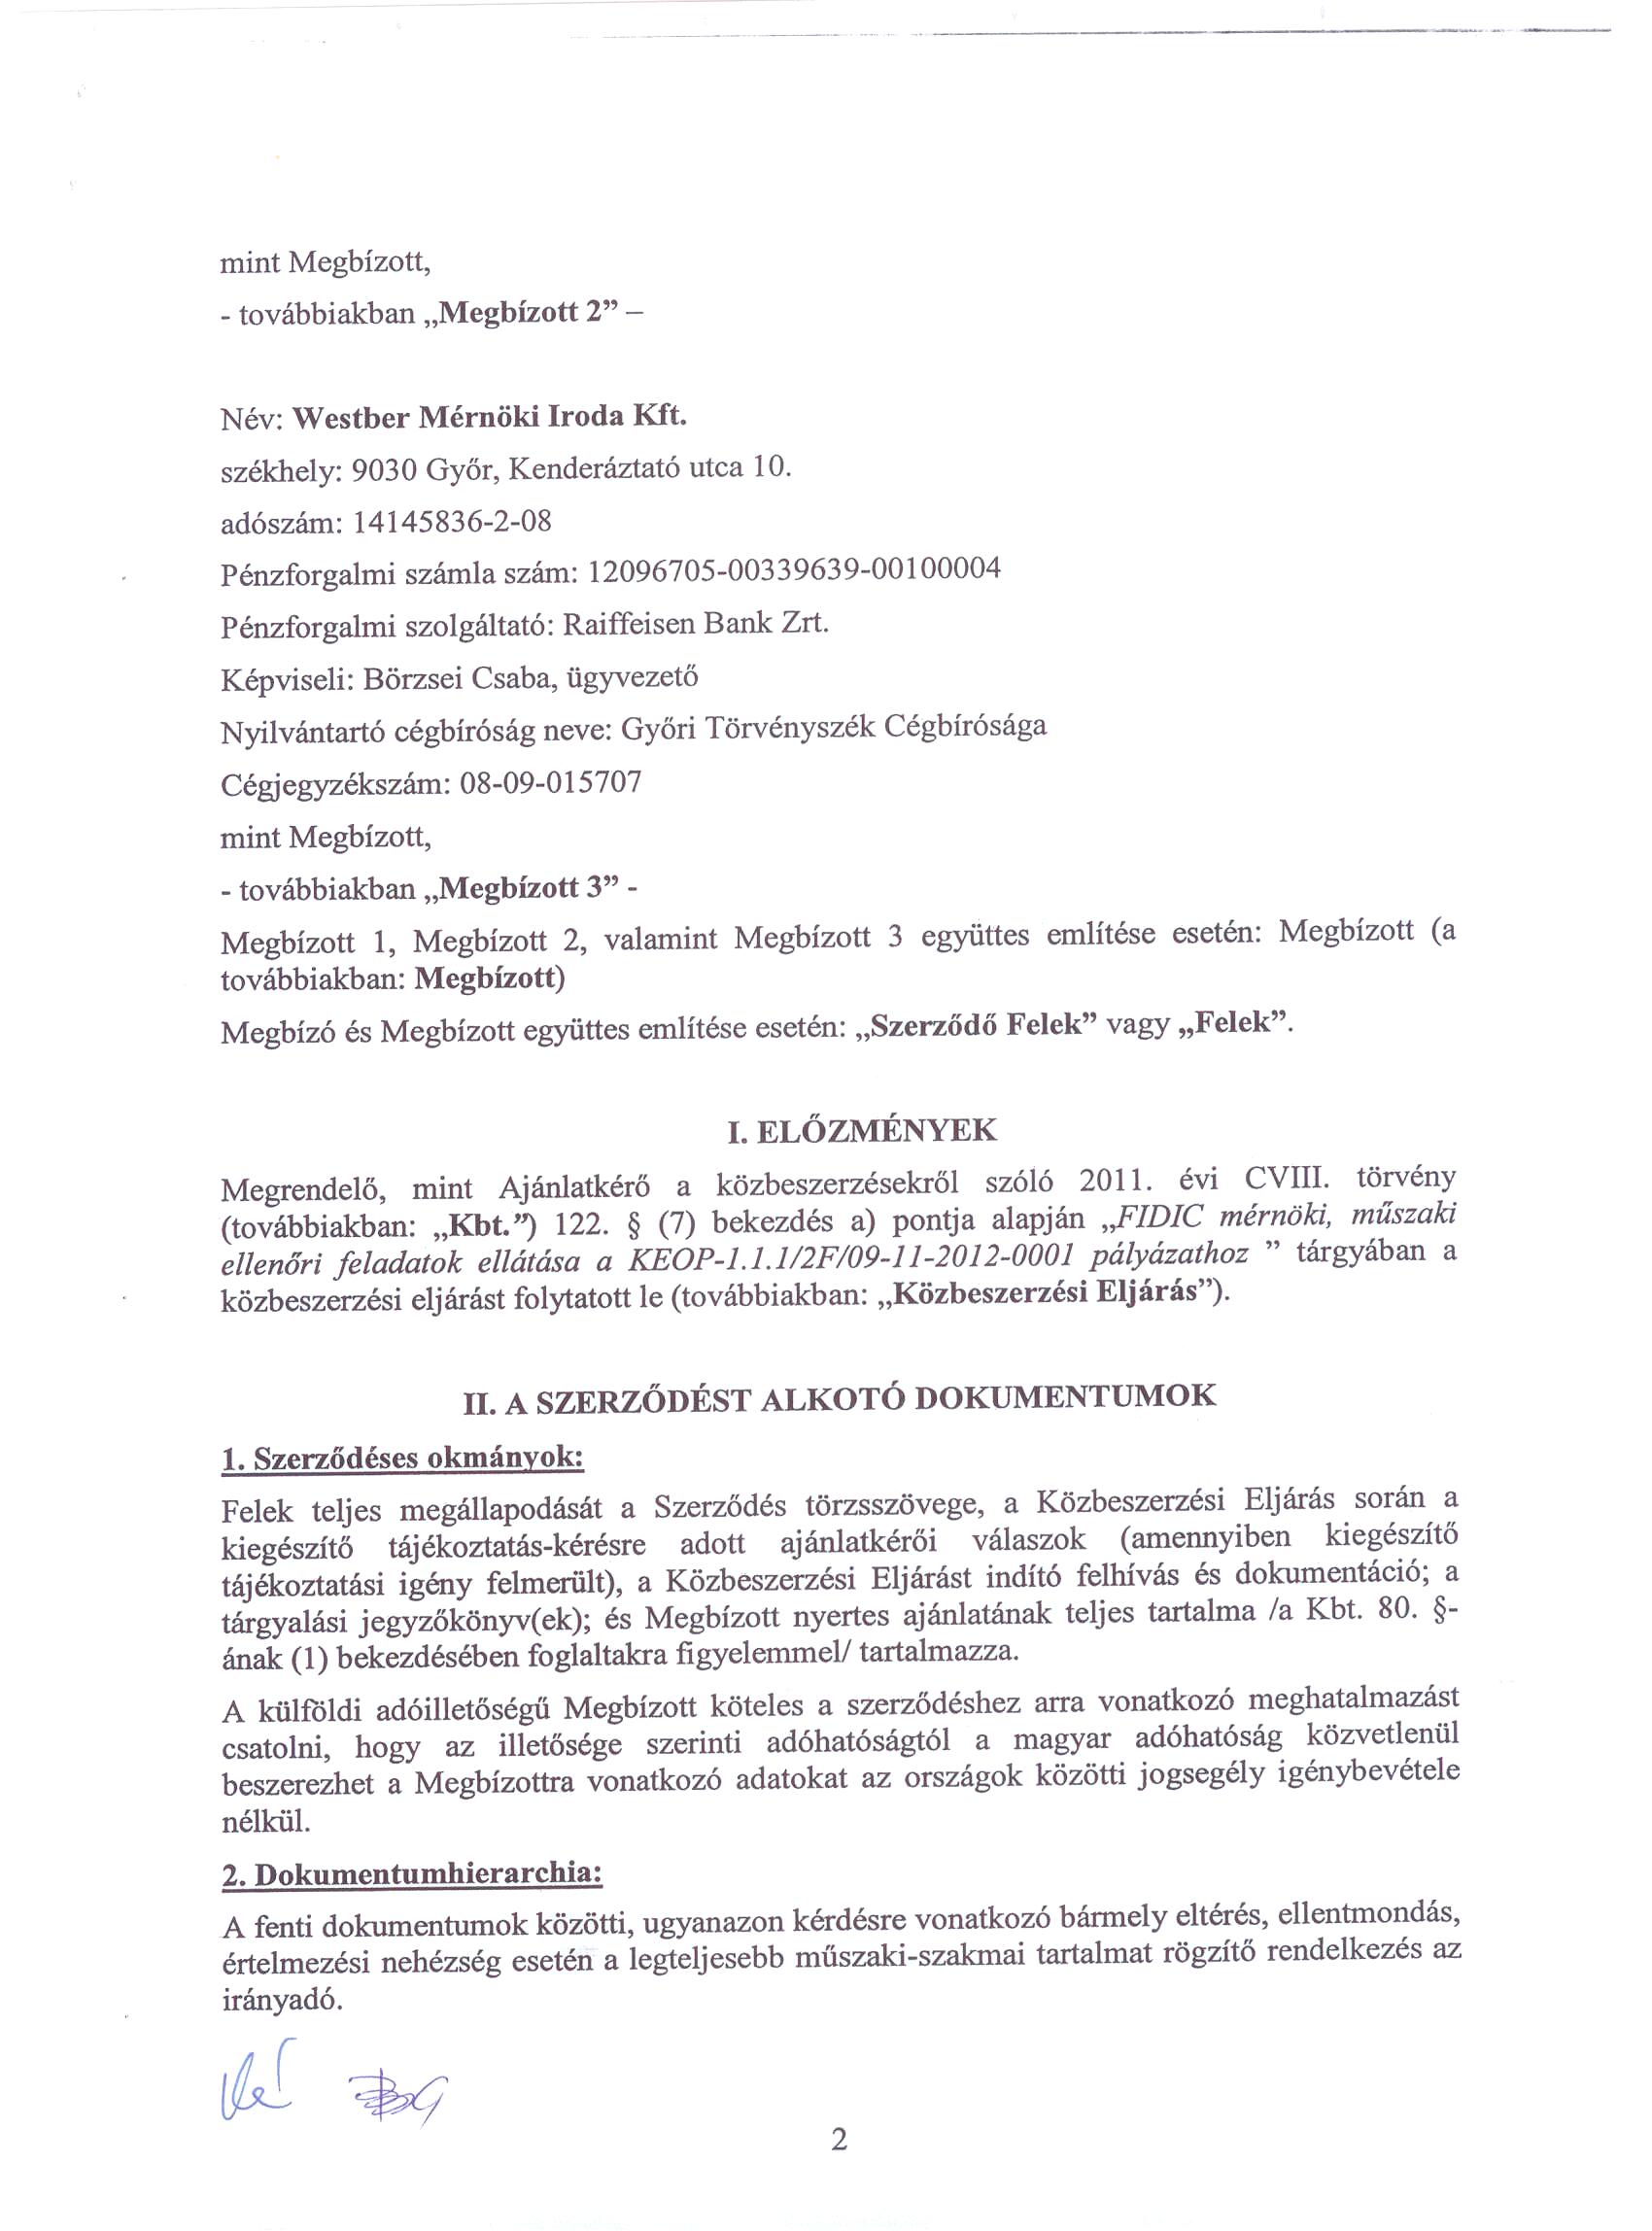 mint Megbízott,
- továbbiakban „Megbízott 2” –
Név: Westber Mérnöki Iroda Kft.
székhely: 9030 Győr, Kenderáztató utca 10.
adószám: 14145836-2-08
Pénzforgalmi számla szám: 12096705-00339639-00100004
Pénzforgalmi szolgáltató: Raiffeisen Bank Zrt.
Képviseli: Börzsei Csaba, ügyvezető
Nyilvántartó cégbíróság neve: Győri Törvényszék Cégbírósága
Cégjegyzékszám: 08-09-015707
mint Megbízott,
- továbbiakban „Megbízott 3” -
Megbízott 1, Megbízott 2, valamint Megbízott 3 együttes említése esetén: Megbízott (a
továbbiakban: Megbízott)
Megbízó és Megbízott együttes említése esetén: „Szerződő Felek” vagy „Felek”.
I. ELŐZMÉNYEK
Megrendelő, mint Ajánlatkérő a közbeszerzésekről szóló 2011. évi CVIII. törvény
(továbbiakban: „Kbt.”) 122. § (7) bekezdés a) pontja alapján „FIDIC mérnöki, műszaki
ellenőri feladatok ellátása a KEOP-1.1.1/2F/09-11-2012-0001 pályázathoz ” tárgyában a
közbeszerzési eljárást folytatott le (továbbiakban: „Közbeszerzési Eljárás”).
II. A SZERZŐDÉST ALKOTÓ DOKUMENTUMOK
1. Szerződéses okmányok:
Felek teljes megállapodását a Szerződés törzsszövege, a Közbeszerzési Eljárás során a
kiegészítő tájékoztatás-kérésre adott ajánlatkérői válaszok (amennyiben kiegészítő
tájékoztatási igény felmerült), a Közbeszerzési Eljárást indító felhívás és dokumentáció; a
tárgyalási jegyzőkönyv(ek); és Megbízott nyertes ajánlatának teljes tartalma /a Kbt. 80. §-
ának (1) bekezdésében foglaltakra figyelemmel/ tartalmazza.
A külföldi adóilletőségű Megbízott köteles a szerződéshez arra vonatkozó meghatalmazást
csatolni, hogy az illetősége szerinti adóhatóságtól a magyar adóhatóság közvetlenül
beszerezhet a Megbízottra vonatkozó adatokat az országok közötti jogsegély igénybevétele
nélkül.
2. Dokumentumhierarchia:
A fenti dokumentumok közötti, ugyanazon kérdésre vonatkozó bármely eltérés, ellentmondás,
értelmezési nehézség esetén a legteljesebb műszaki-szakmai tartalmat rögzítő rendelkezés az
irányadó.
2